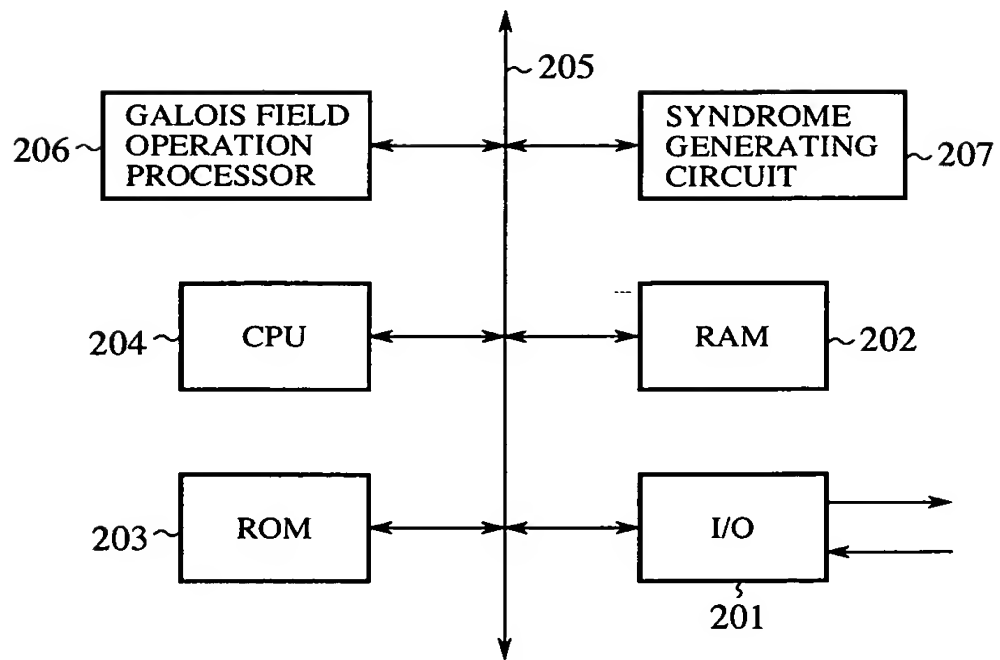 205
GALOIS FIELD
OPERATION
PROCESSOR
206
SYNDROME
GENERATING
CIRCUIT
207
CPU
204
RAM
202
ROM
203
I/O
201